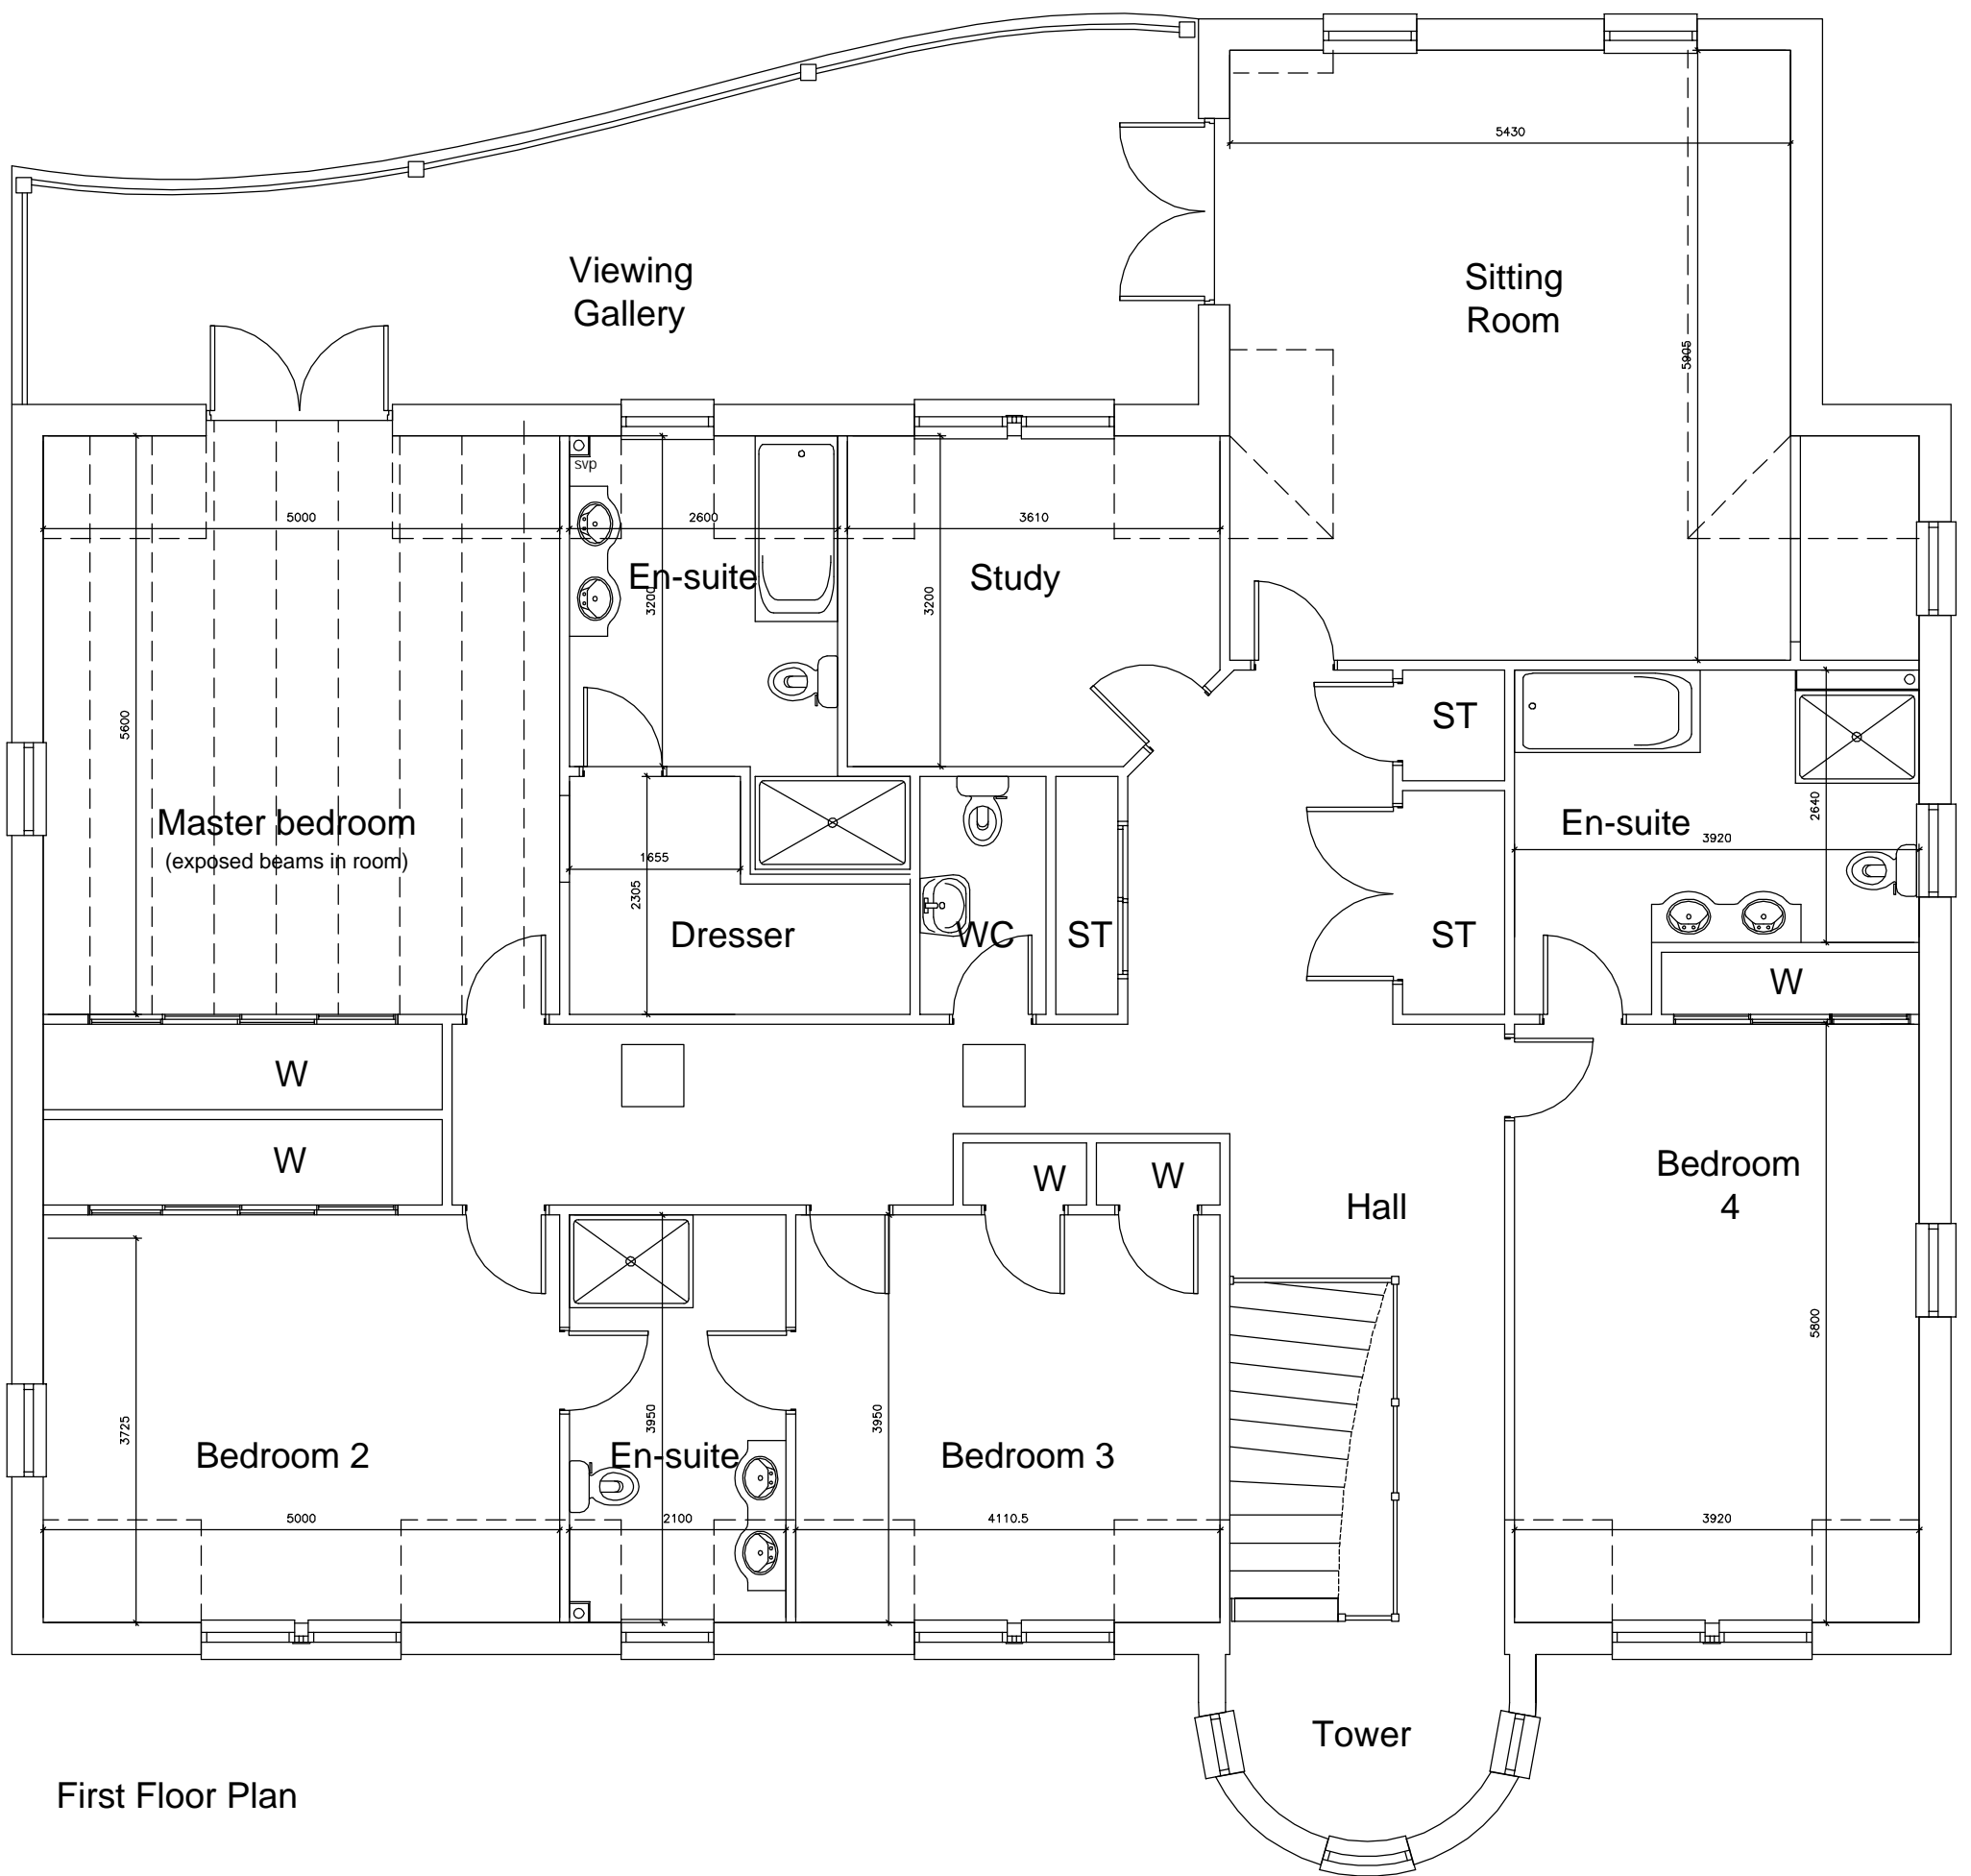 5430
Viewing
Gallery
Sitting
Room
5905
svp
5000
2600
3610
En-suite
3200
Study
3200
ST
5600
Master bedroom
(exposed beams in room)
1655
2305
Dresser
WC
ST
ST
En-suite
3920
2640
W
W
W
W
W
Hall
Bedroom
4
5800
3725
Bedroom 2
3950
En-suite
3950
Bedroom 3
5000
2100
4110.5
3920
Tower
First Floor Plan